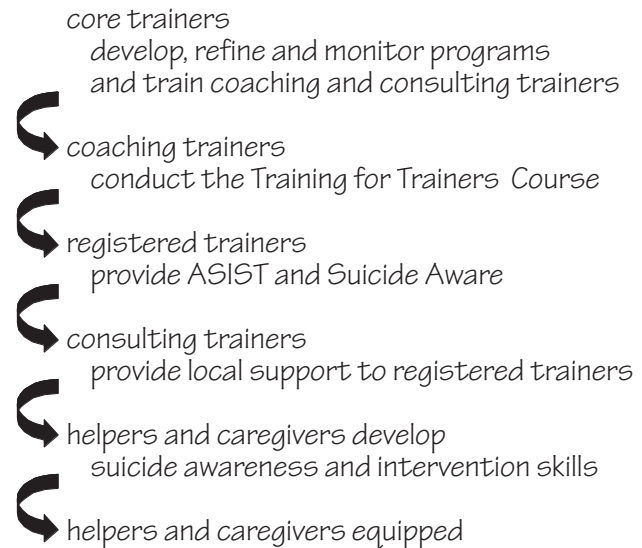 core trainers
develop, refine and monitor programs
and train coaching and consulting trainers
coaching trainers
conduct the Training for Trainers Course
registered trainers
provide ASIST and Suicide Aware
consulting trainers
provide local support to registered trainers
helpers and caregivers develop
suicide awareness and intervention skills
helpers and caregivers equipped